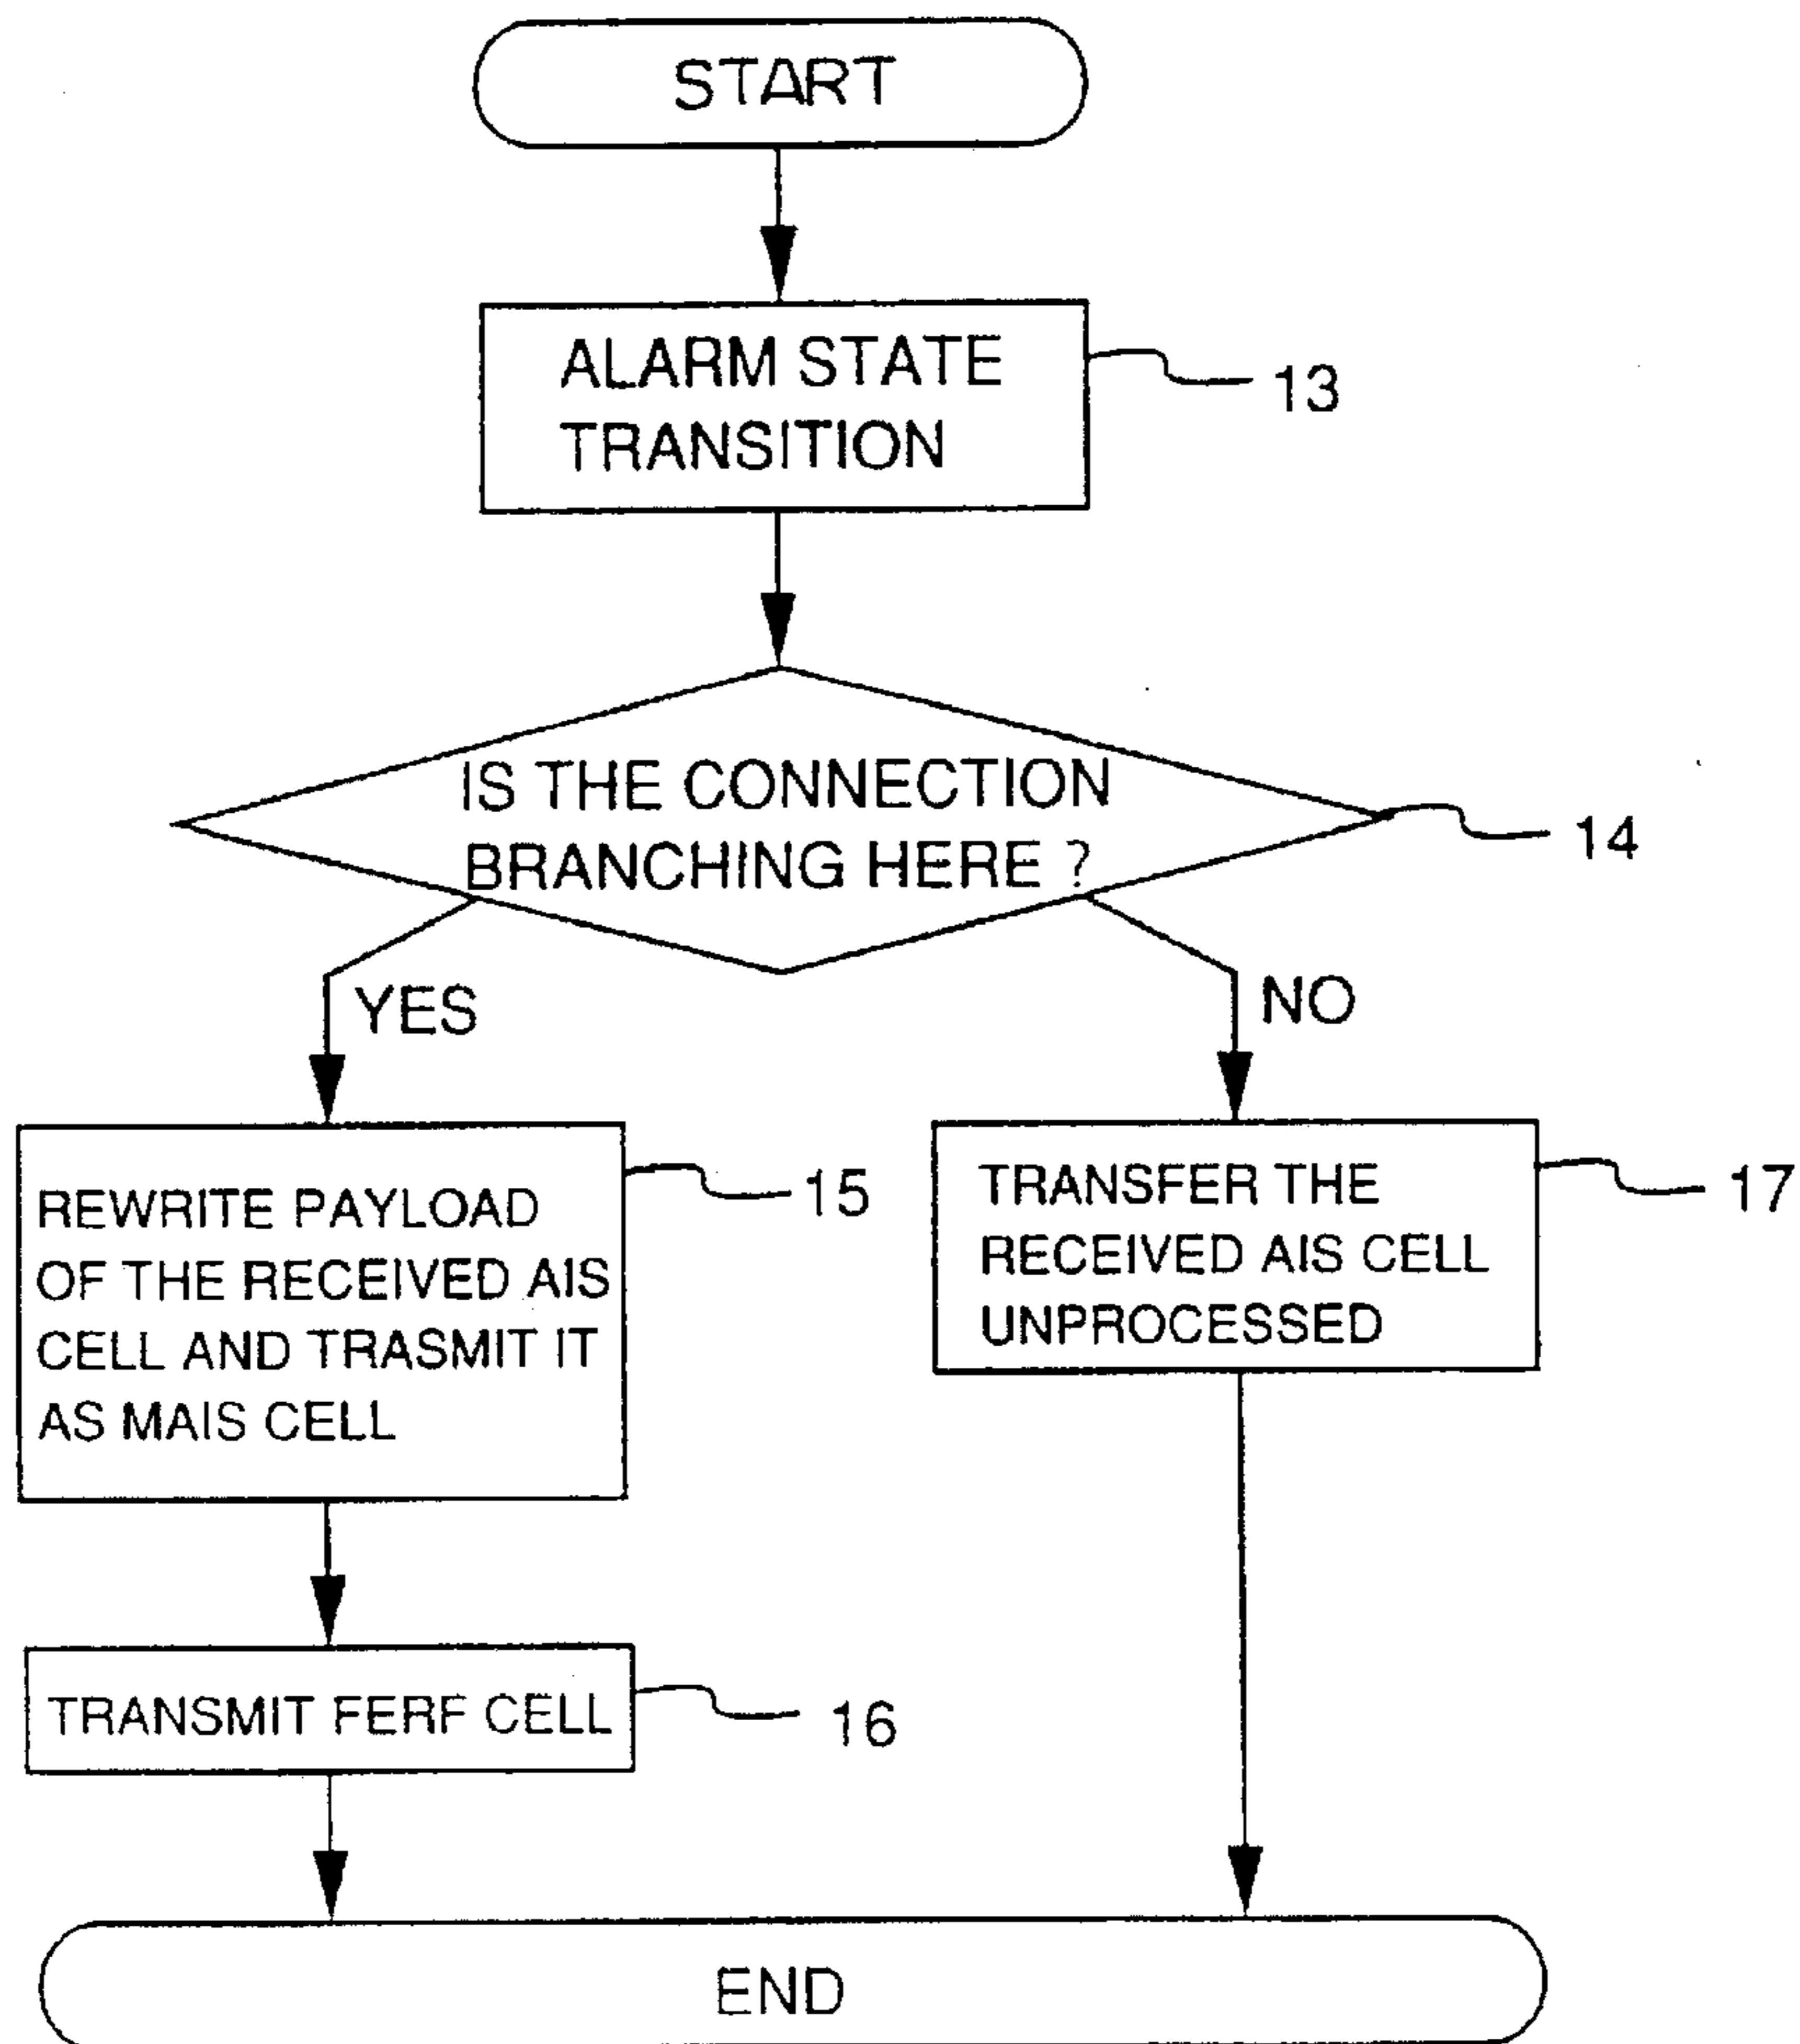 START
ALARM STATE
TRANSITION
13
IS THE CONNECTION
BRANCHING HERE ?
14
YES
NO
REWRITE PAYLOAD
OF THE RECEIVED AIS
CELL AND TRASMIT IT
AS MAIS CELL
15
TRANSFER THE
RECEIVED AIS CELL
UNPROCESSED
17
TRANSMIT FERF CELL
16
END